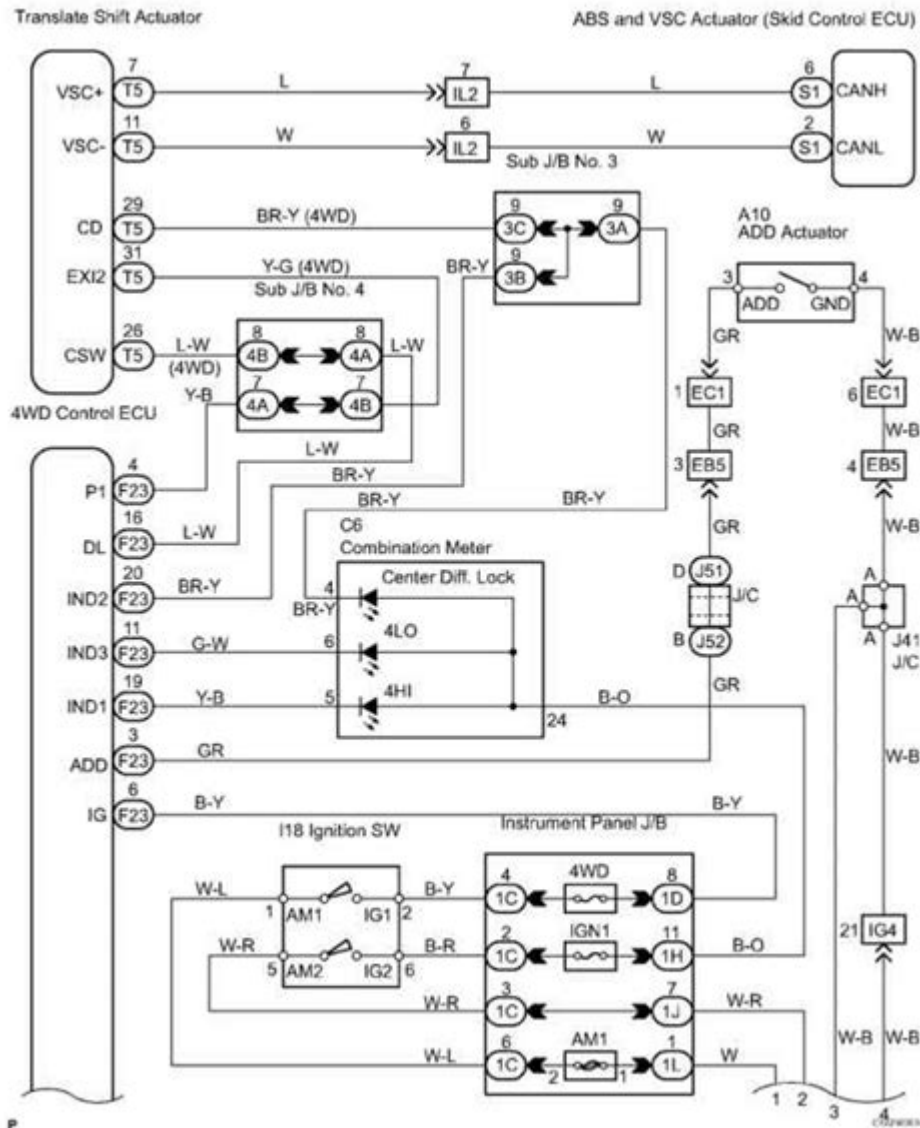 Translate Shift Actuator
ABS and VSC Actuator (Skid Control ECU)
7 7 6
VSC+ T5 L IL2 L S1 CANH
11 6 2
VSC- T5 W IL2 W S1 CANL
Sub J/B No. 3
29 9 9
CD T5 BR-Y (4WD) 3C 3A
A10
ADD Actuator
31 9
EXI2 T5 Y-G (4WD) BR-Y 3B
3 ADD GND 4
Sub J/B No. 4
GR W-B
26 8 8
CSW T5 L-W 4B 4A L-W
(4WD)
7 7
Y-B 4A 4B
1 EC1 6 EC1
4WD Control ECU
GR W-B
L-W
3 EB5 4 EB5
4
P1 F23
BR-Y
BR-Y BR-Y
GR W-B
16
DL F23 L-W
C6
Combination Meter
D J51
J/C
B J52
A
A
A J41
J/C
20 Center Diff. Lock
IND2 F23 BR-Y 4
BR-Y
11 4LO
IND3 F23 G-W 6
GR
19 4HI
IND1 F23 Y-B 5 24 B-O
3
ADD F23 GR
W-B
6
IG F23 B-Y B-Y
I18 Ignition SW
Instrument Panel J/B
4 4WD 8
W-L 1 AM1 IG1 2 B-Y 1C 1D
2 IGN1 11
W-R 5 AM2 IG2 6 B-R 1C 1H B-O
21 IG4
3 7
W-R 1C 1J W-R
6 AM1 1
W-L 1C 2 1 1L W
W-B W-B
1 2 3 4
P